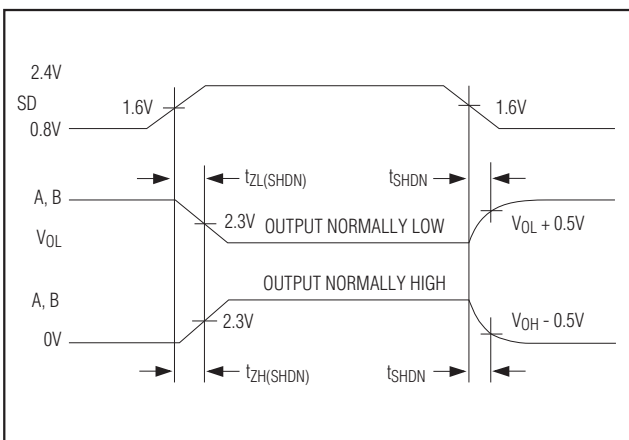 2.4V
SD
0.8V
1.6V
1.6V
tZL(SHDN)
tSHDN
A, B
VOL
2.3V
OUTPUT NORMALLY LOW
VOL + 0.5V
A, B
0V
OUTPUT NORMALLY HIGH
2.3V
VOH - 0.5V
tZH(SHDN)
tSHDN